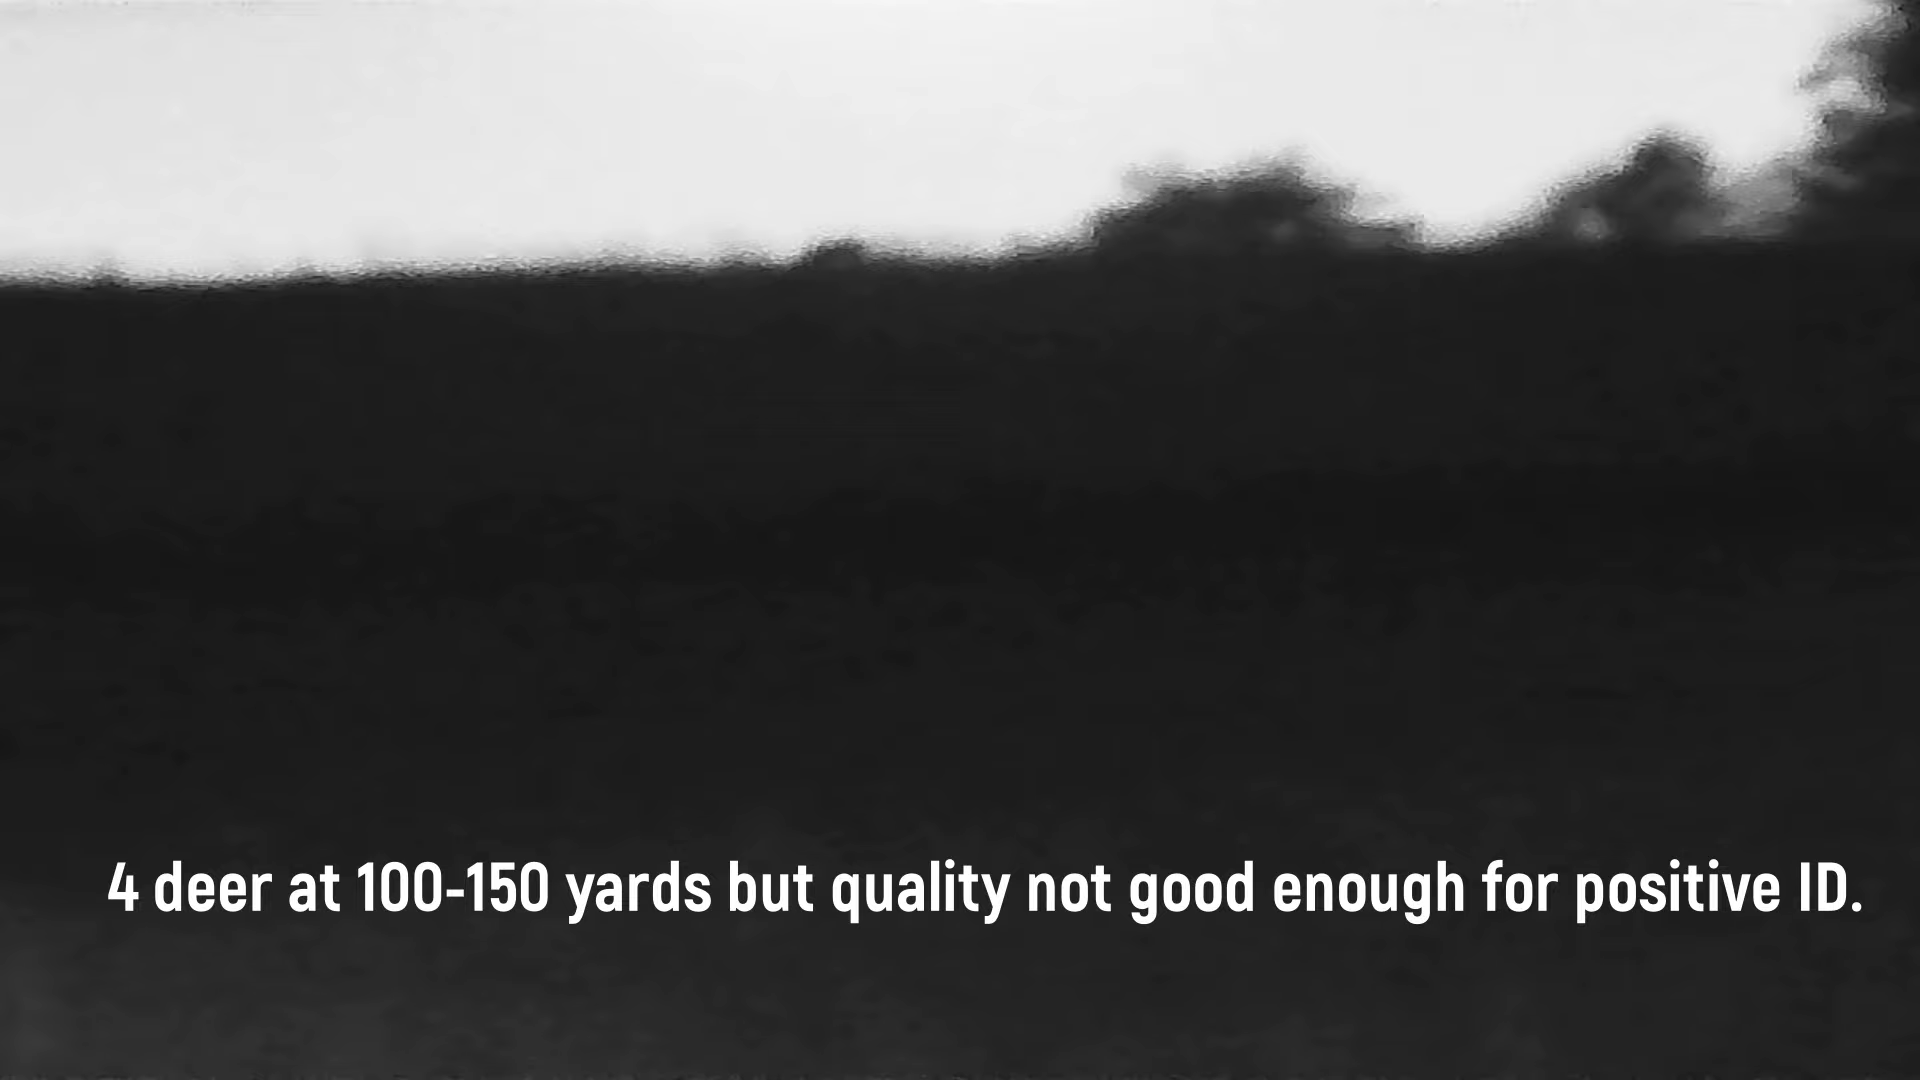 4 deer at 100-150 yards but quality not good enough for positive ID.